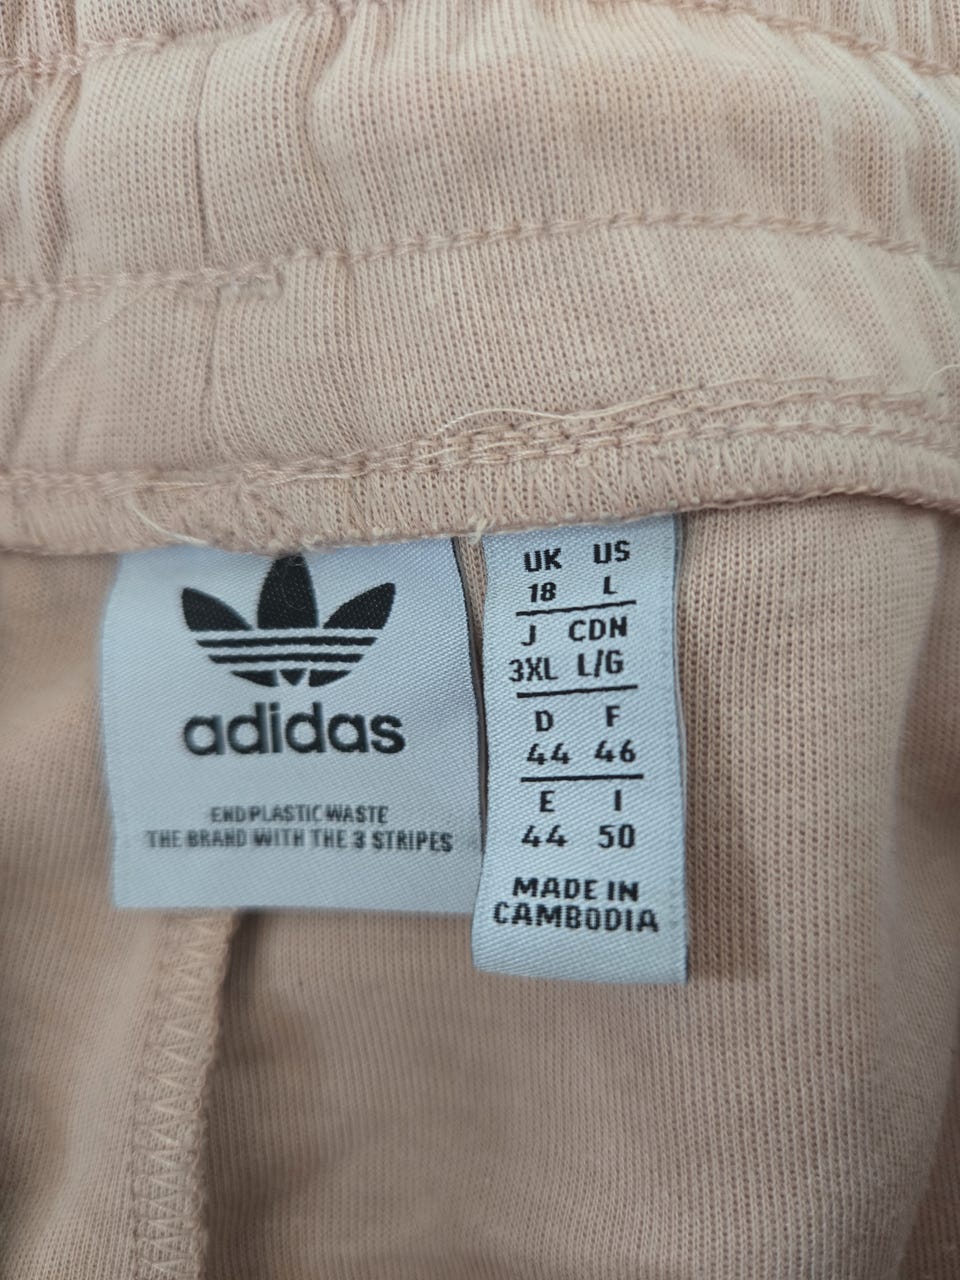 adidas
END PLASTIC WASTE
THE BRAND WITH THE 3 STRIPES
UK US
18 L
J CDN
3XL L/G
D F
44 46
E I
44 50
MADE IN
CAMBODIA